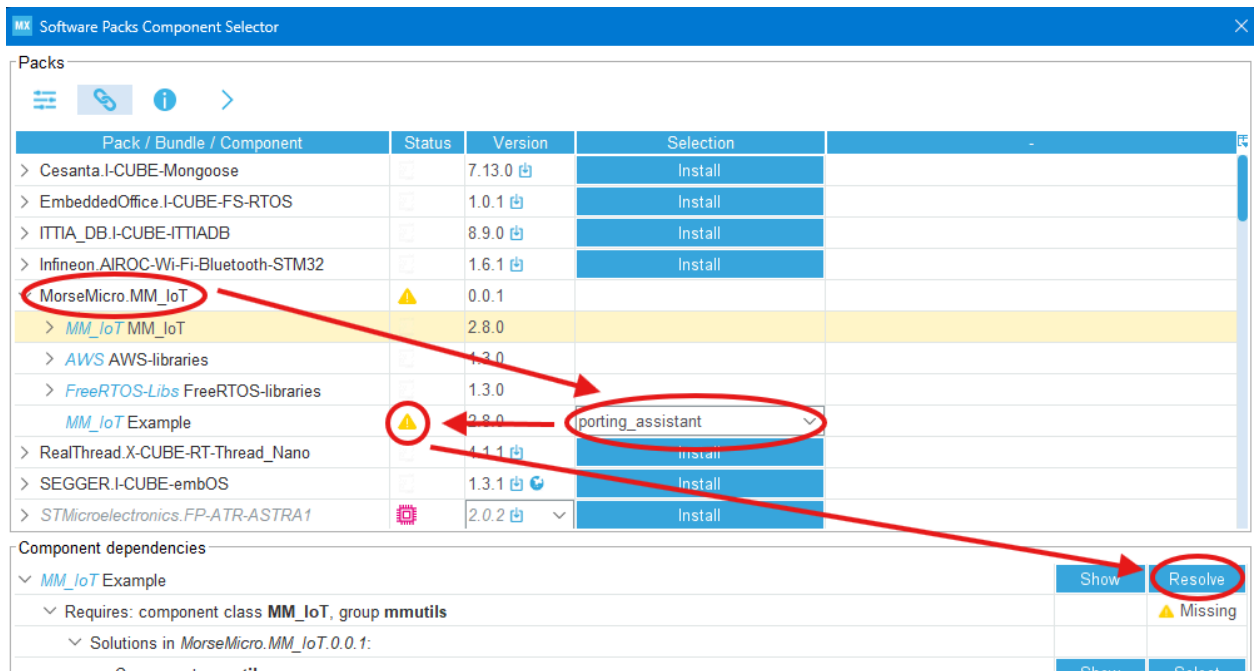 MX Software Packs Component Selector
Packs
Pack / Bundle / Component Status Version Selection -
Cesanta.I-CUBE-Mongoose 7.13.0 Install
EmbeddedOffice.I-CUBE-FS-RTOS 1.0.1 Install
ITTIA_DB.I-CUBE-ITTIADB 8.9.0 Install
Infineon.AIROC-Wi-Fi-Bluetooth-STM32 1.6.1 Install
MorseMicro.MM_IoT 0.0.1
MM_IoT MM_IoT 2.8.0
AWS AWS-libraries 1.3.0
FreeRTOS-Libs FreeRTOS-libraries 1.3.0
MM_IoT Example 2.8.0 porting_assistant
RealThread.X-CUBE-RT-Thread_Nano 4.1.1 Install
SEGGER.I-CUBE-embOS 1.3.1 Install
STMicroelectronics.FP-ATR-ASTRA1 2.0.2 Install
Component dependencies
MM_IoT Example Show Resolve
Requires: component class MM_IoT, group mmutils Missing
Solutions in MorseMicro.MM_IoT.0.0.1:
Show Select